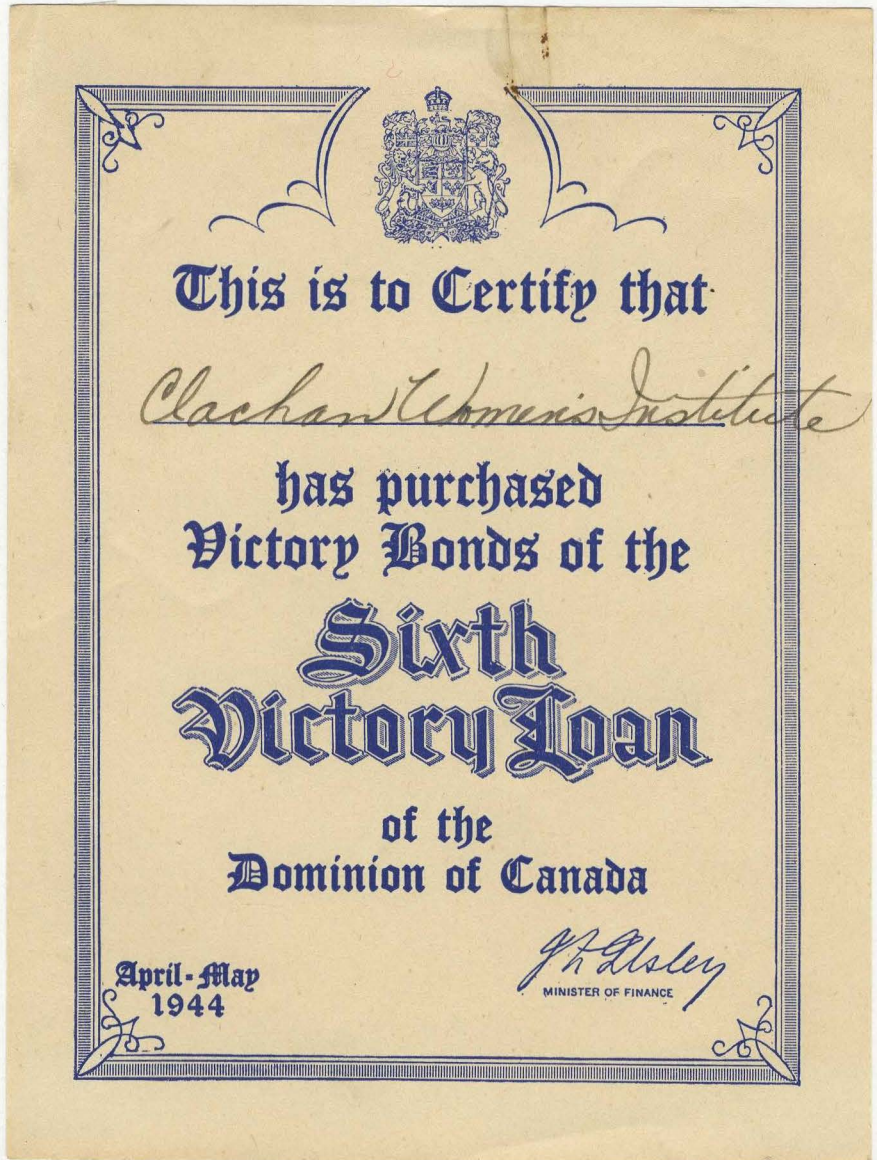 This is to Certify that
Clachan Women's Institute
has purchased
Victory Bonds of the
Sixth
Victory Loan
of the
Dominion of Canada
April-May
1944
J L Ilsley
MINISTER OF FINANCE